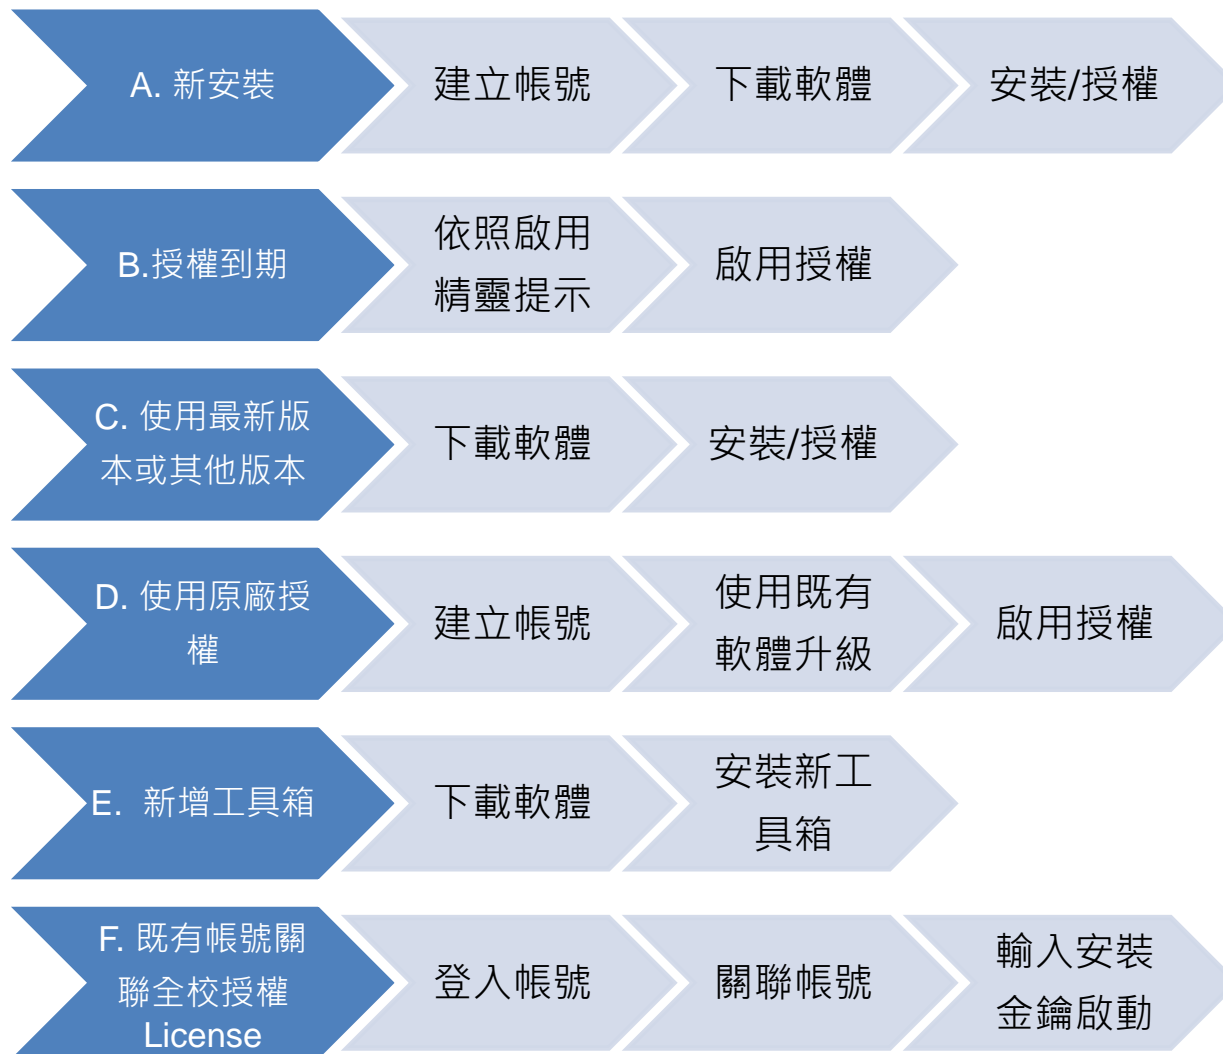 A. 新安裝
建立帳號
下載軟體
安裝/授權
B.授權到期
依照啟用
精靈提示
啟用授權
C. 使用最新版
本或其他版本
下載軟體
安裝/授權
D. 使用原廠授
權
建立帳號
使用既有
軟體升級
啟用授權
E. 新增工具箱
下載軟體
安裝新工
具箱
F. 既有帳號關
聯全校授權
License
登入帳號
關聯帳號
輸入安裝
金鑰啟動